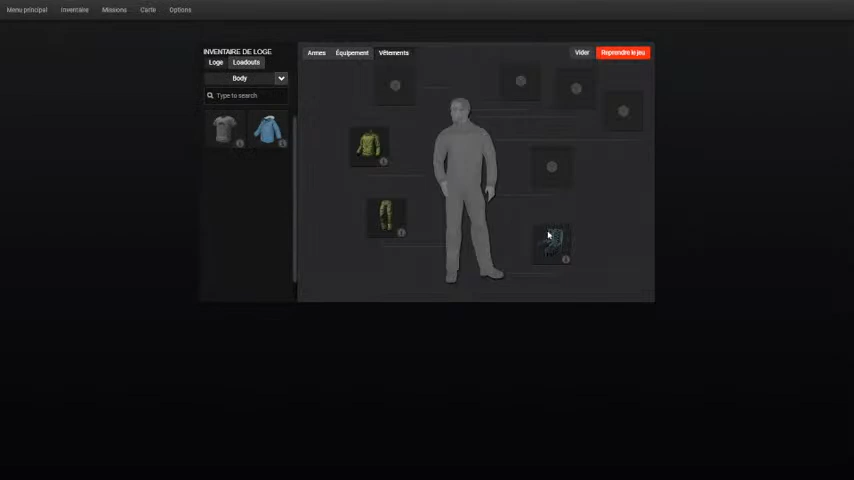 Menu principal Inventaire Missions Carte Options
INVENTAIRE DE LOGE
Loge Loadouts
Body
Type to search
Armes Équipement Vêtements Vider Reprendre le jeu